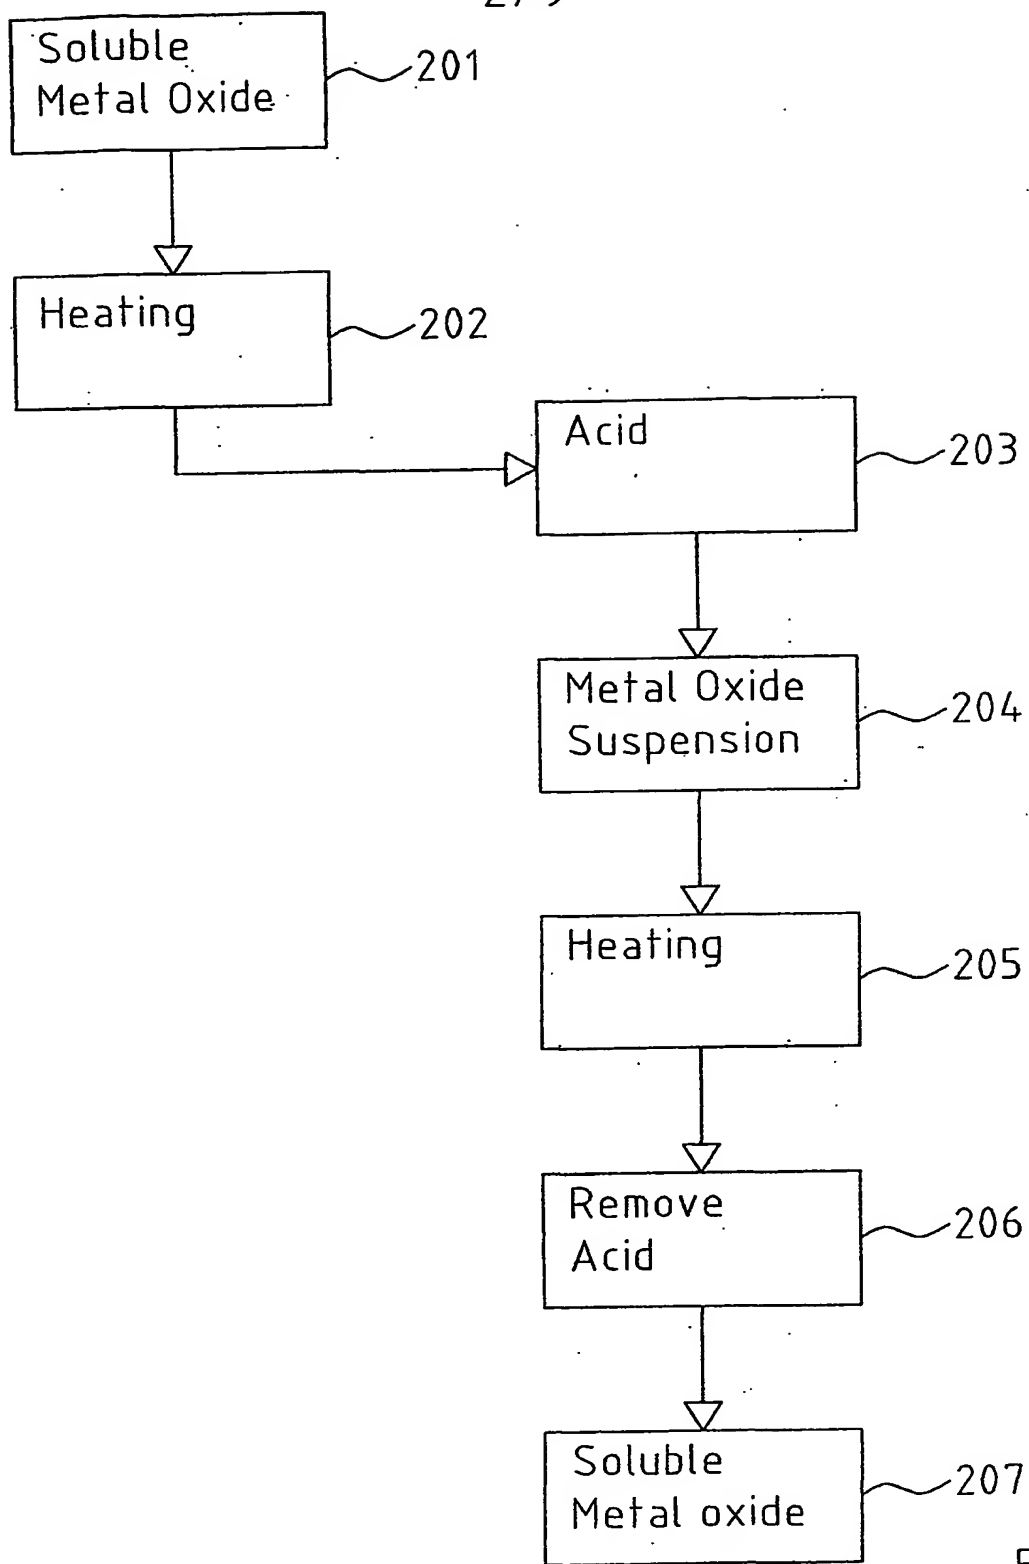 Soluble
Metal Oxide
201
Heating
202
Acid
203
Metal Oxide
Suspension
204
Heating
205
Remove
Acid
206
Soluble
Metal oxide
207